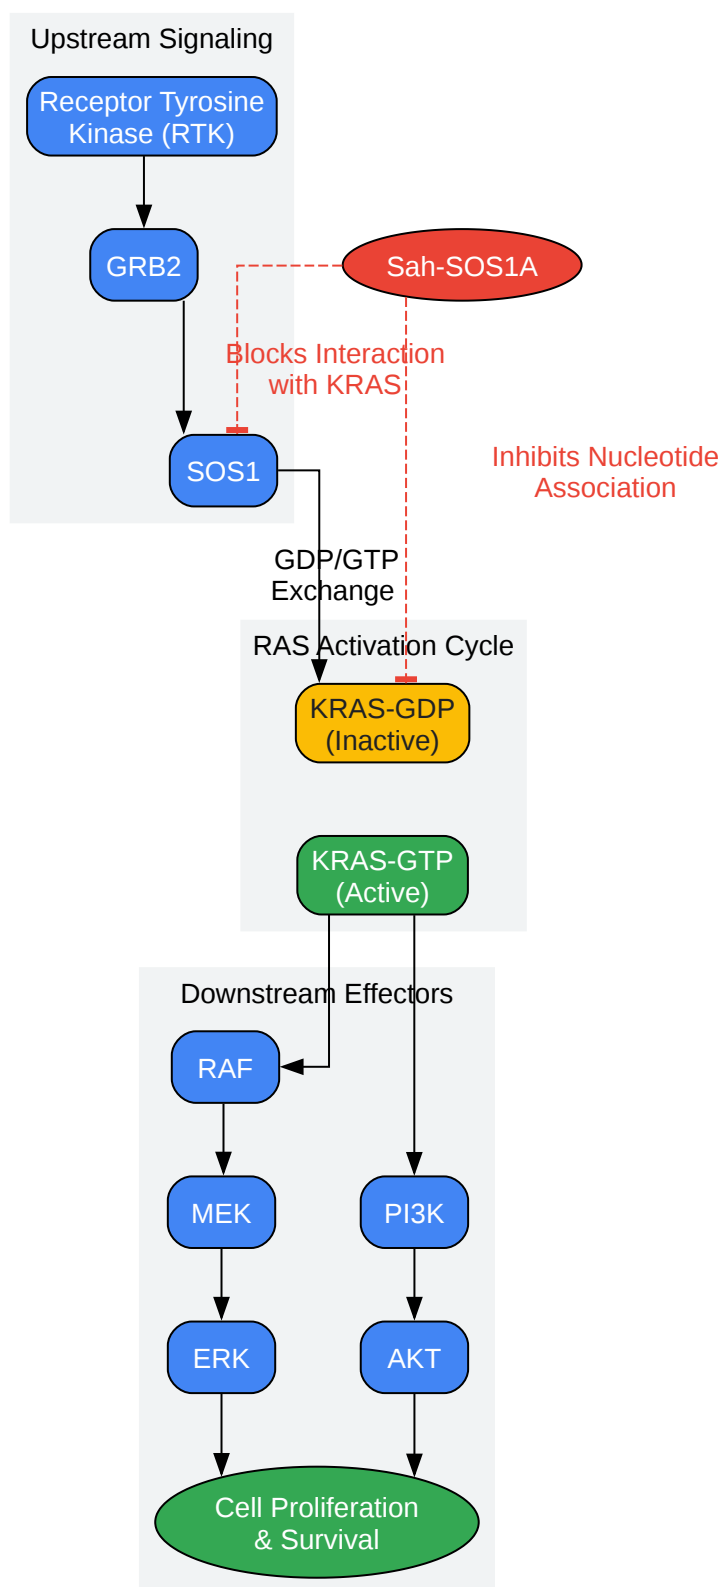 Upstream Signaling
Receptor Tyrosine
Kinase (RTK)
GRB2
Sah-SOS1A
Blocks Interaction
with KRAS
Inhibits Nucleotide
Association
SOS1
GDP/GTP
Exchange
RAS Activation Cycle
KRAS-GDP
(Inactive)
KRAS-GTP
(Active)
Downstream Effectors
RAF
MEK
PI3K
ERK
AKT
Cell Proliferation
& Survival